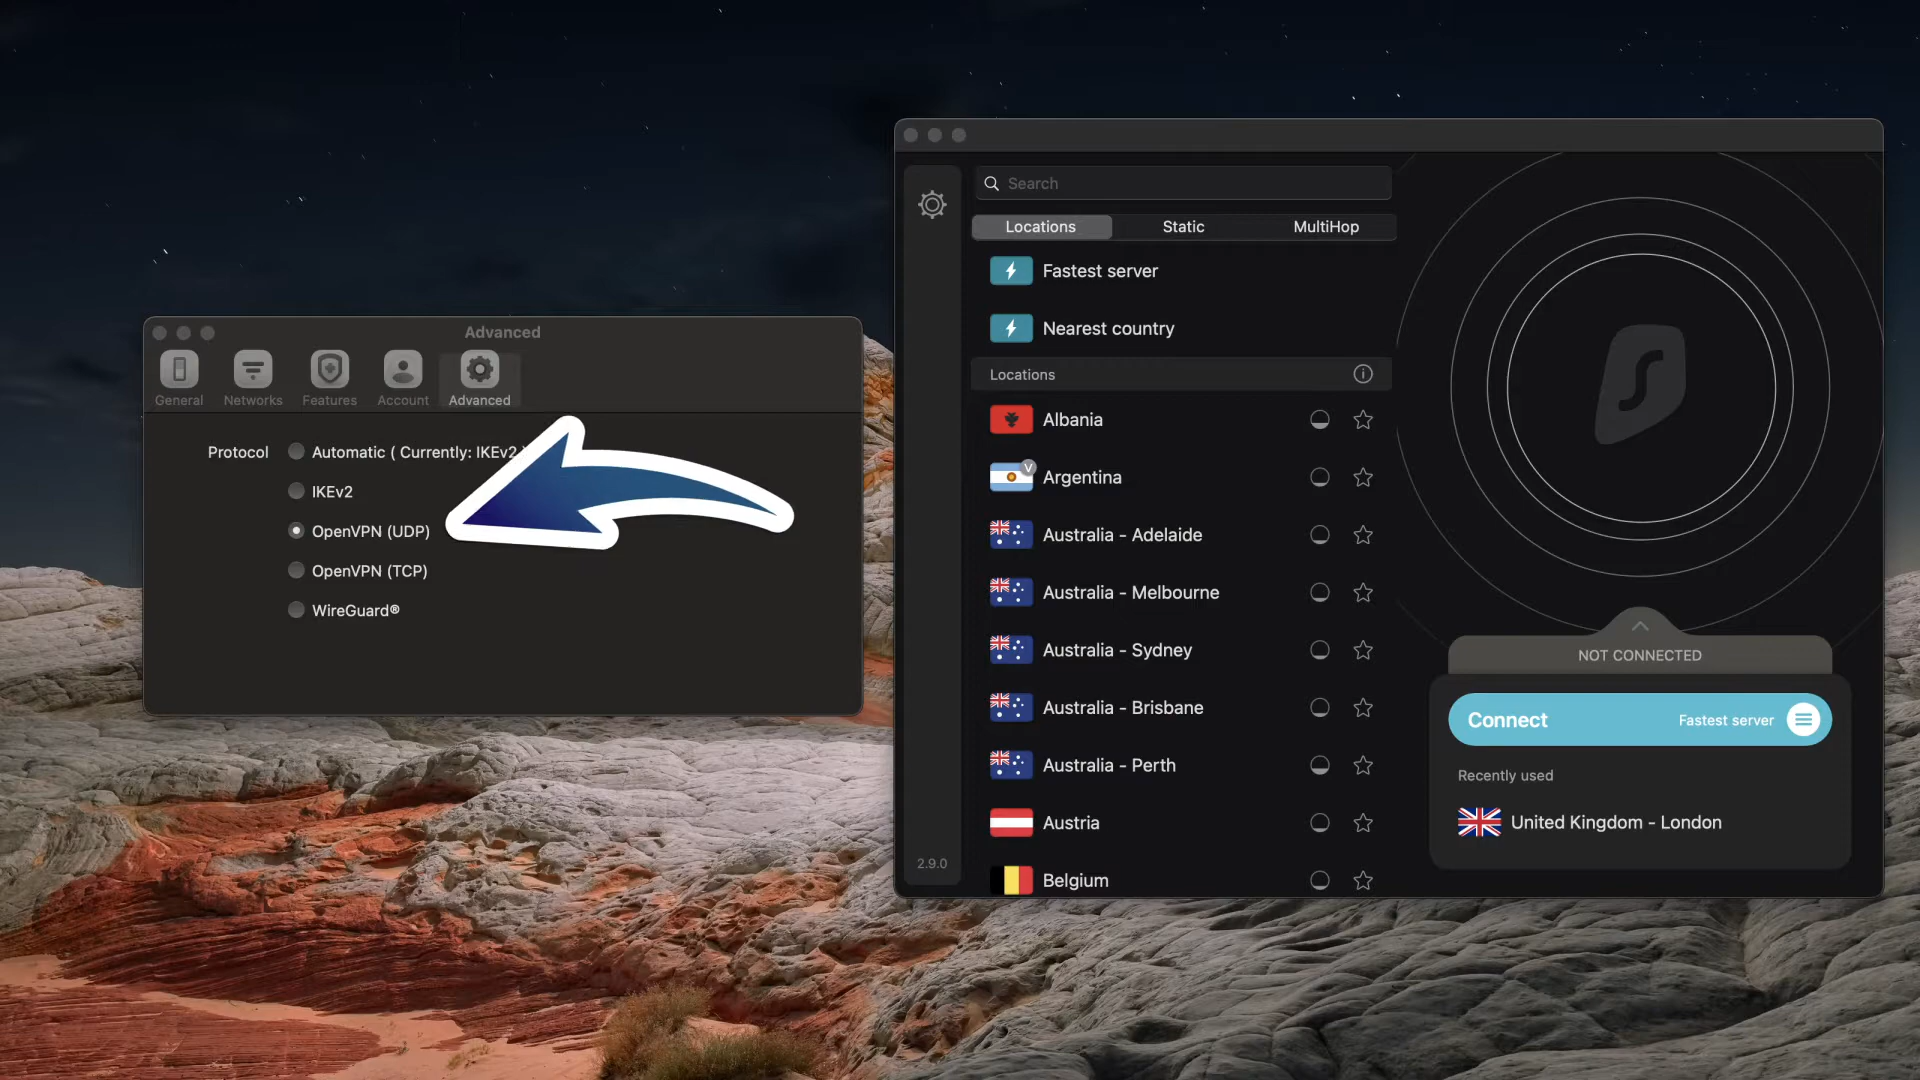 Advanced
General
Networks
Features
Account
Advanced
Protocol
Automatic ( Currently: IKEv2 )
IKEv2
OpenVPN (UDP)
OpenVPN (TCP)
WireGuard®
Search
Locations
Static
MultiHop
Fastest server
Nearest country
Locations
Albania
V
Argentina
Australia - Adelaide
Australia - Melbourne
Australia - Sydney
Australia - Brisbane
Australia - Perth
Austria
Belgium
2.9.0
NOT CONNECTED
Connect
Fastest server
Recently used
United Kingdom - London